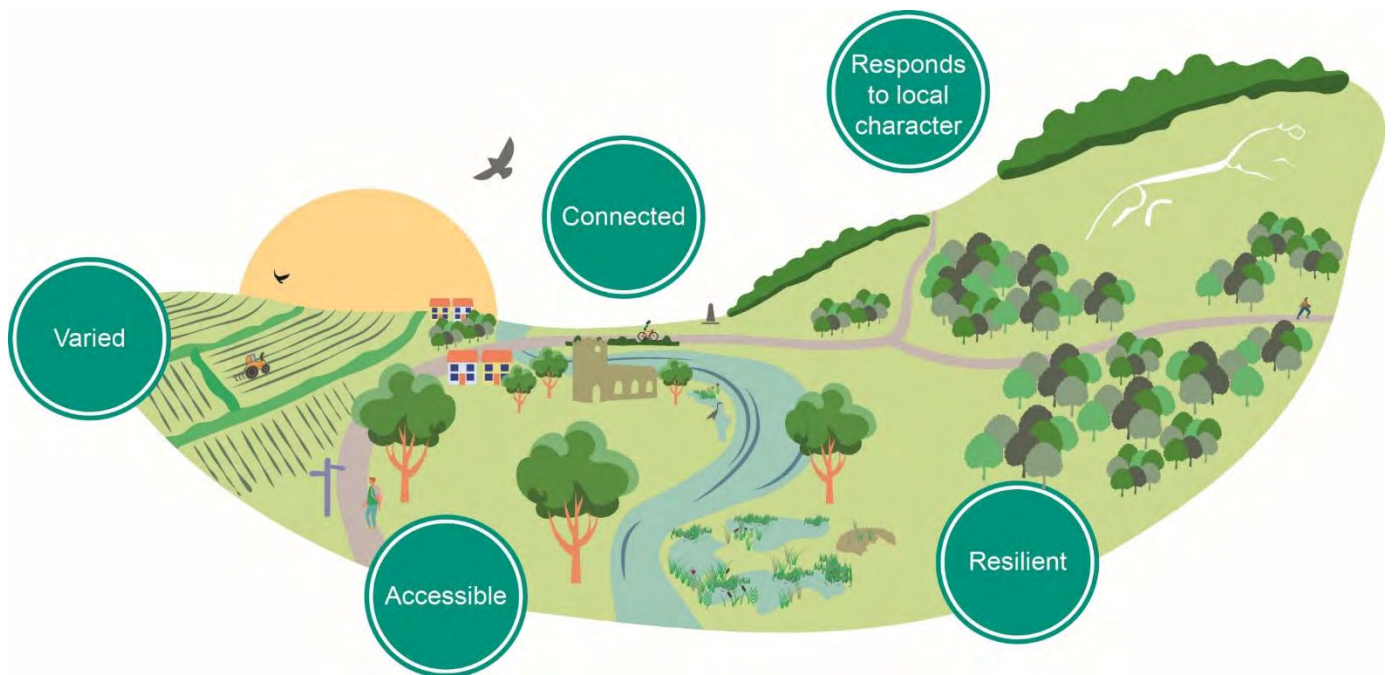 Responds
to local
character
Connected
Varied
Accessible
Resilient